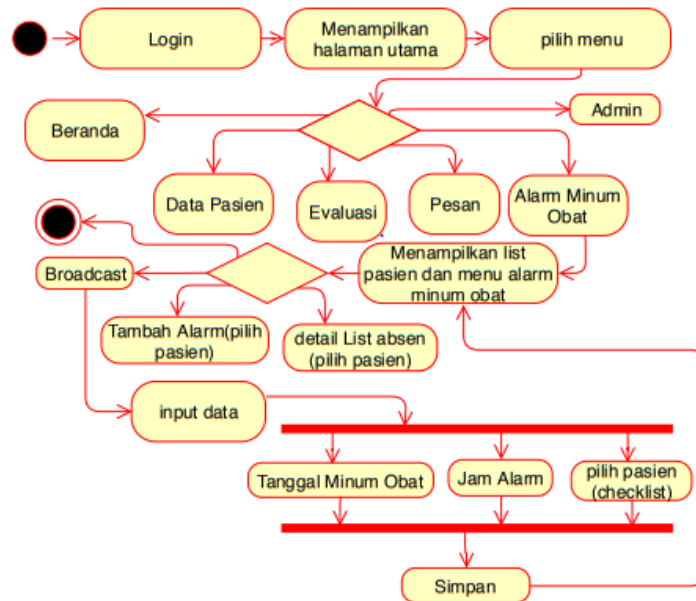 Login
Menampilkan
halaman utama
pilih menu
Beranda
Admin
Data Pasien
Evaluasi
Pesan
Alarm Minum
Obat
Broadcast
Menampilkan list
pasien dan menu alarm
minum obat
Tambah Alarm(pilih
pasien)
detail List absen
(pilih pasien)
input data
Tanggal Minum Obat
Jam Alarm
pilih pasien
(checklist)
Simpan